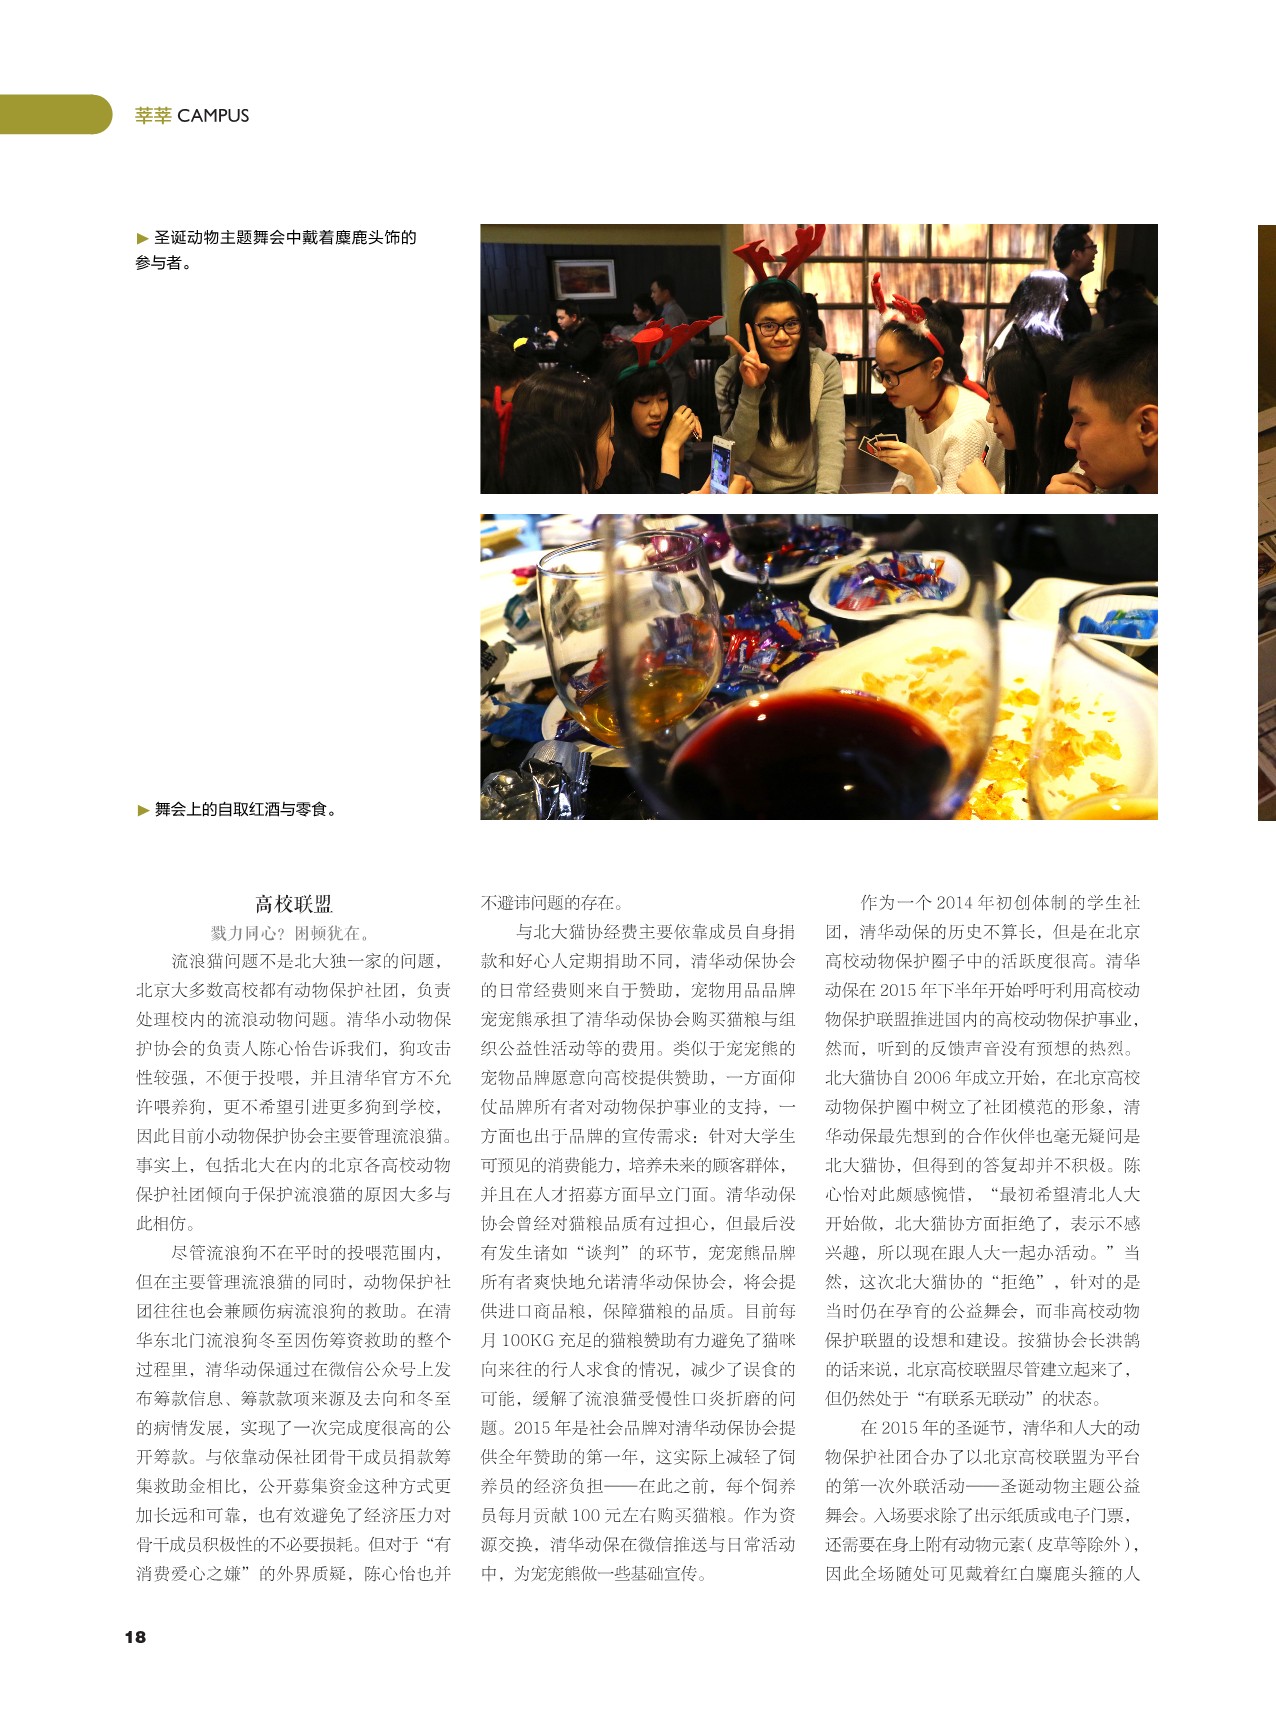 莘莘 CAMPUS
▶ 圣诞动物主题舞会中戴着麋鹿头饰的
参与者。
▶ 舞会上的自取红酒与零食。
高校联盟
戮力同心？困顿犹在。
流浪猫问题不是北大独一家的问题，
北京大多数高校都有动物保护社团，负责
处理校内的流浪动物问题。清华小动物保
护协会的负责人陈心怡告诉我们，狗攻击
性较强，不便于投喂，并且清华官方不允
许喂养狗，更不希望引进更多狗到学校，
因此目前小动物保护协会主要管理流浪猫。
事实上，包括北大在内的北京各高校动物
保护社团倾向于保护流浪猫的原因大多与
此相仿。
尽管流浪狗不在平时的投喂范围内，
但在主要管理流浪猫的同时，动物保护社
团往往也会兼顾伤病流浪狗的救助。在清
华东北门流浪狗冬至因伤筹资救助的整个
过程里，清华动保通过在微信公众号上发
布筹款信息、筹款款项来源及去向和冬至
的病情发展，实现了一次完成度很高的公
开筹款。与依靠动保社团骨干成员捐款筹
集救助金相比，公开募集资金这种方式更
加长远和可靠，也有效避免了经济压力对
骨干成员积极性的不必要损耗。但对于“有
消费爱心之嫌”的外界质疑，陈心怡也并
不避讳问题的存在。
与北大猫协经费主要依靠成员自身捐
款和好心人定期捐助不同，清华动保协会
的日常经费则来自于赞助，宠物用品品牌
宠宠熊承担了清华动保协会购买猫粮与组
织公益性活动等的费用。类似于宠宠熊的
宠物品牌愿意向高校提供赞助，一方面仰
仗品牌所有者对动物保护事业的支持，一
方面也出于品牌的宣传需求：针对大学生
可预见的消费能力，培养未来的顾客群体，
并且在人才招募方面早立门面。清华动保
协会曾经对猫粮品质有过担心，但最后没
有发生诸如“谈判”的环节，宠宠熊品牌
所有者爽快地允诺清华动保协会，将会提
供进口商品粮，保障猫粮的品质。目前每
月 100KG 充足的猫粮赞助有力避免了猫咪
向来往的行人求食的情况，减少了误食的
可能，缓解了流浪猫受慢性口炎折磨的问
题。2015 年是社会品牌对清华动保协会提
供全年赞助的第一年，这实际上减轻了饲
养员的经济负担——在此之前，每个饲养
员每月贡献 100 元左右购买猫粮。作为资
源交换，清华动保在微信推送与日常活动
中，为宠宠熊做一些基础宣传。
作为一个 2014 年初创体制的学生社
团，清华动保的历史不算长，但是在北京
高校动物保护圈子中的活跃度很高。清华
动保在 2015 年下半年开始呼吁利用高校动
物保护联盟推进国内的高校动物保护事业，
然而，听到的反馈声音没有预想的热烈。
北大猫协自 2006 年成立开始，在北京高校
动物保护圈中树立了社团模范的形象，清
华动保最先想到的合作伙伴也毫无疑问是
北大猫协，但得到的答复却并不积极。陈
心怡对此颇感惋惜，“最初希望清北人大
开始做，北大猫协方面拒绝了，表示不感
兴趣，所以现在跟人大一起办活动。”当
然，这次北大猫协的“拒绝”，针对的是
当时仍在孕育的公益舞会，而非高校动物
保护联盟的设想和建设。按猫协会长洪鹄
的话来说，北京高校联盟尽管建立起来了，
但仍然处于“有联系无联动”的状态。
在 2015 年的圣诞节，清华和人大的动
物保护社团合办了以北京高校联盟为平台
的第一次外联活动——圣诞动物主题公益
舞会。入场要求除了出示纸质或电子门票，
还需要在身上附有动物元素（皮草等除外），
因此全场随处可见戴着红白麋鹿头箍的人
18